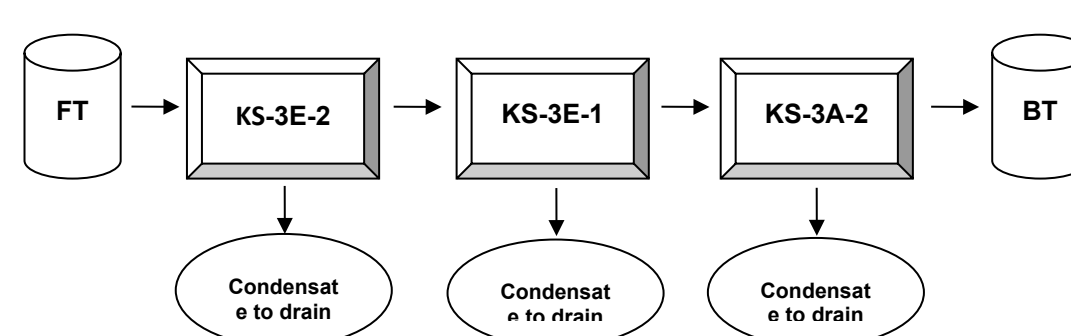 FT
KS-3E-2
KS-3E-1
KS-3A-2
BT
Condensat
e to drain
Condensat
e to drain
Condensat
e to drain